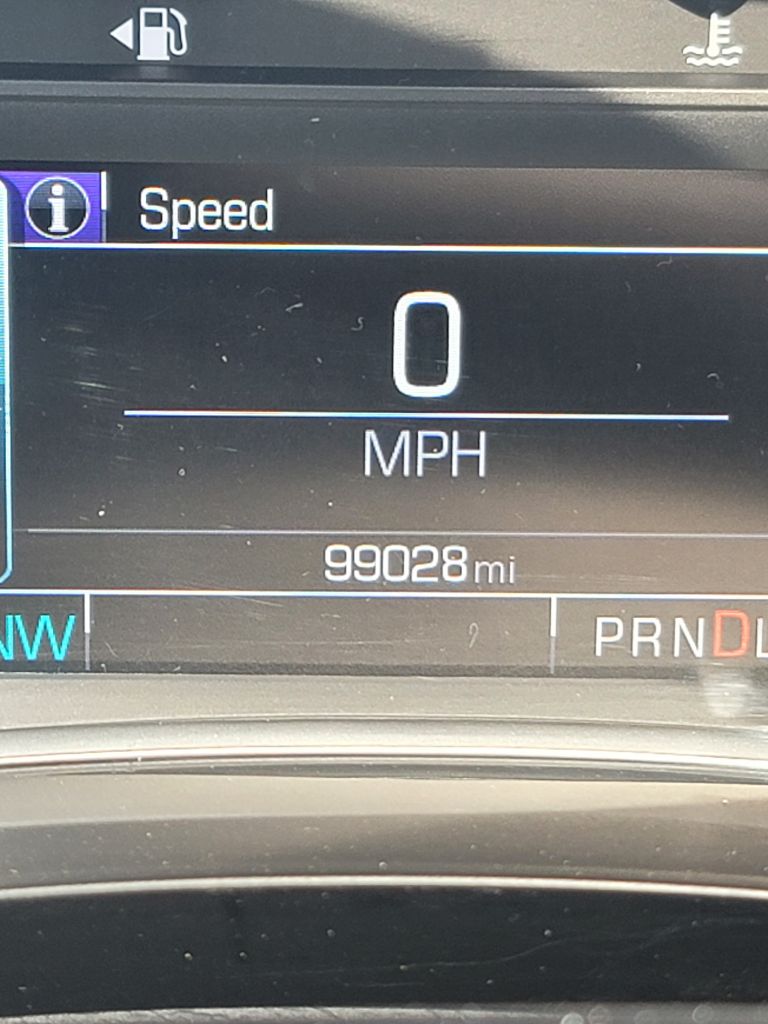 Speed
0
MPH
99028 mi
NW PRNDL